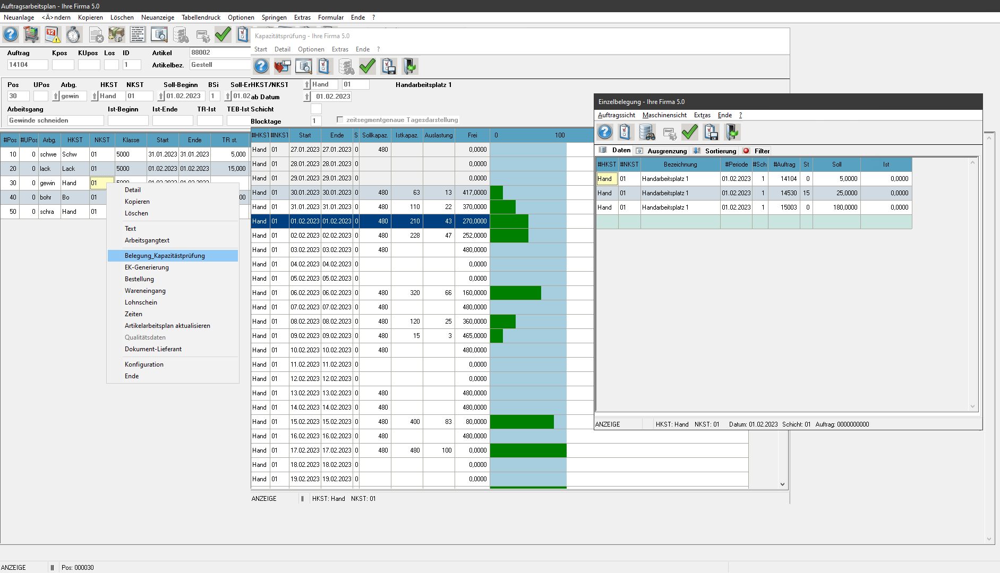 Auftragsarbeitsplan - Ihre Firma 5.0
Neuanlage <Ä>ndern Kopieren Löschen Neuanzeige Tabellendruck Optionen Springen Extras Formular Ende ?
Auftrag Kpos KUpos Los ID Artikel 88002
14104 1 Artikelbez. Gestell
Pos UPos Arbg. HKST NKST Soll-Beginn BSi Soll-Er
30 gewin Hand 01 01.02.2023 1 01.02
Arbeitsgang Ist-Beginn Ist-Ende TR-Ist TEB-Ist
Gewinde schneiden
#Pos #UPos Arbg. HKST NKST Klasse Start Ende TR st.
10 0 schwe Schw 01 5000 31.01.2023 31.01.2023 5,000
20 0 lack Lack 01 5000 01.02.2023 01.02.2023 15,000
30 0 gewin Hand 01 5000 01.02.2023 01.02.2023
40 0 bohr Bo 01 00
50 0 schra Hand 01
Detail
Kopieren
Löschen
Text
Arbeitsgangtext
Belegung_Kapazitästprüfung
EK-Generierung
Bestellung
Wareneingang
Lohnschein
Zeiten
Artikelarbeitsplan aktualisieren
Qualitätsdaten
Dokument-Lieferant
Konfiguration
Ende
Kapazitätsprüfung - Ihre Firma 5.0
Start Detail Optionen Extras Ende ?
HKST/NKST Hand 01 Handarbeitsplatz 1
ab Datum 01.02.2023
Schicht
Blocktage 1 zeitsegmentgenaue Tagesdarstellung
#HKST #NKST Start Ende S Sollkapaz. Istkapaz. Auslastung Frei 0 100
Hand 01 27.01.2023 27.01.2023 0 480 0,0000
Hand 01 28.01.2023 28.01.2023 0 0,0000
Hand 01 29.01.2023 29.01.2023 0 0,0000
Hand 01 30.01.2023 30.01.2023 0 480 63 13 417,0000
Hand 01 31.01.2023 31.01.2023 0 480 110 22 370,0000
Hand 01 01.02.2023 01.02.2023 0 480 210 43 270,0000
Hand 01 02.02.2023 02.02.2023 0 480 228 47 252,0000
Hand 01 03.02.2023 03.02.2023 0 480 480,0000
Hand 01 04.02.2023 04.02.2023 0 0,0000
Hand 01 05.02.2023 05.02.2023 0 0,0000
Hand 01 06.02.2023 06.02.2023 0 480 320 66 160,0000
Hand 01 07.02.2023 07.02.2023 0 480 480,0000
Hand 01 08.02.2023 08.02.2023 0 480 120 25 360,0000
Hand 01 09.02.2023 09.02.2023 0 480 15 3 465,0000
Hand 01 10.02.2023 10.02.2023 0 480 480,0000
Hand 01 11.02.2023 11.02.2023 0 0,0000
Hand 01 12.02.2023 12.02.2023 0 0,0000
Hand 01 13.02.2023 13.02.2023 0 480 480,0000
Hand 01 14.02.2023 14.02.2023 0 480 480,0000
Hand 01 15.02.2023 15.02.2023 0 480 400 83 80,0000
Hand 01 16.02.2023 16.02.2023 0 480 480,0000
Hand 01 17.02.2023 17.02.2023 0 480 480 100 0,0000
Hand 01 18.02.2023 18.02.2023 0 0,0000
Hand 01 19.02.2023 19.02.2023 0 0,0000
ANZEIGE || HKST: Hand NKST: 01
Einzelbelegung - Ihre Firma 5.0
Auftragssicht Maschinensicht Extras Ende ?
Daten Ausgrenzung Sortierung Filter
#HKST #NKST Bezeichnung #Periode #Sch #Auftrag St Soll Ist
Hand 01 Handarbeitsplatz 1 01.02.2023 1 14104 0 5,0000 0,0000
Hand 01 Handarbeitsplatz 1 01.02.2023 1 14530 15 25,0000 0,0000
Hand 01 Handarbeitsplatz 1 01.02.2023 1 15003 0 180,0000 0,0000
ANZEIGE HKST: Hand NKST: 01 Datum: 01.02.2023 Schicht: 01 Auftrag: 0000000000
ANZEIGE ||| Pos: 000030